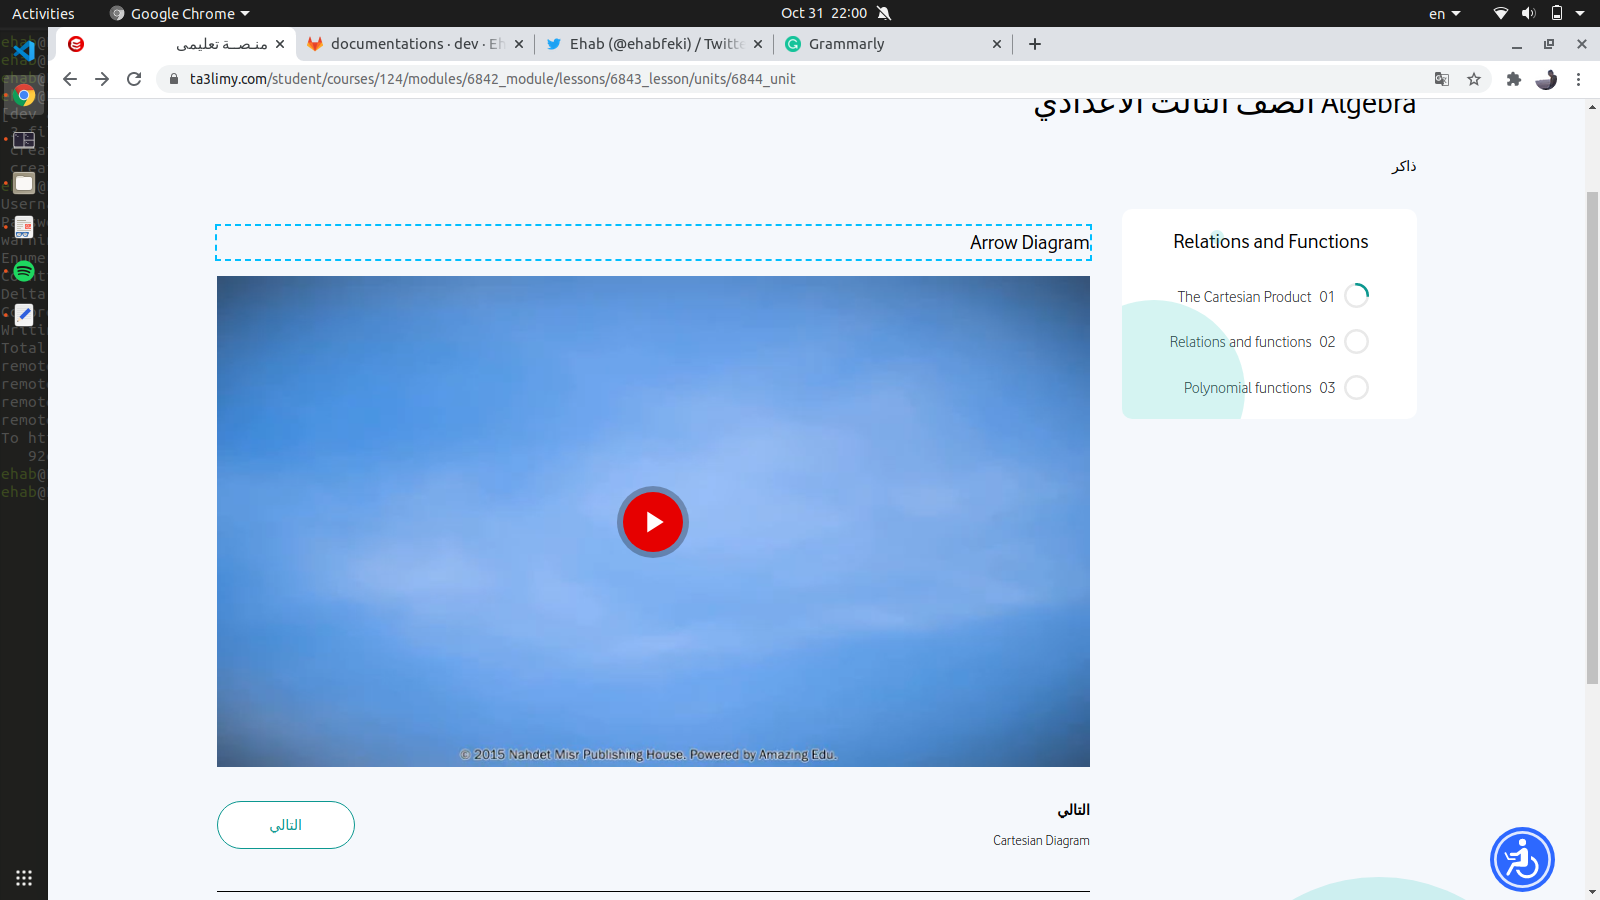 Activities
Google Chrome
Oct 31 22:00
en
منـصــة تعليمى
documentations · dev · Eh
Ehab (@ehabfeki) / Twitte
Grammarly
ta3limy.com/student/courses/124/modules/6842_module/lessons/6843_lesson/units/6844_unit
Algebra الصف الثالث الاعدادي
ذاكر
Relations and Functions
The Cartesian Product 01
Relations and functions 02
Polynomial functions 03
Arrow Diagram
© 2015 Nahdet Misr Publishing House. Powered by Amazing Edu.
التالي
Cartesian Diagram
التالي